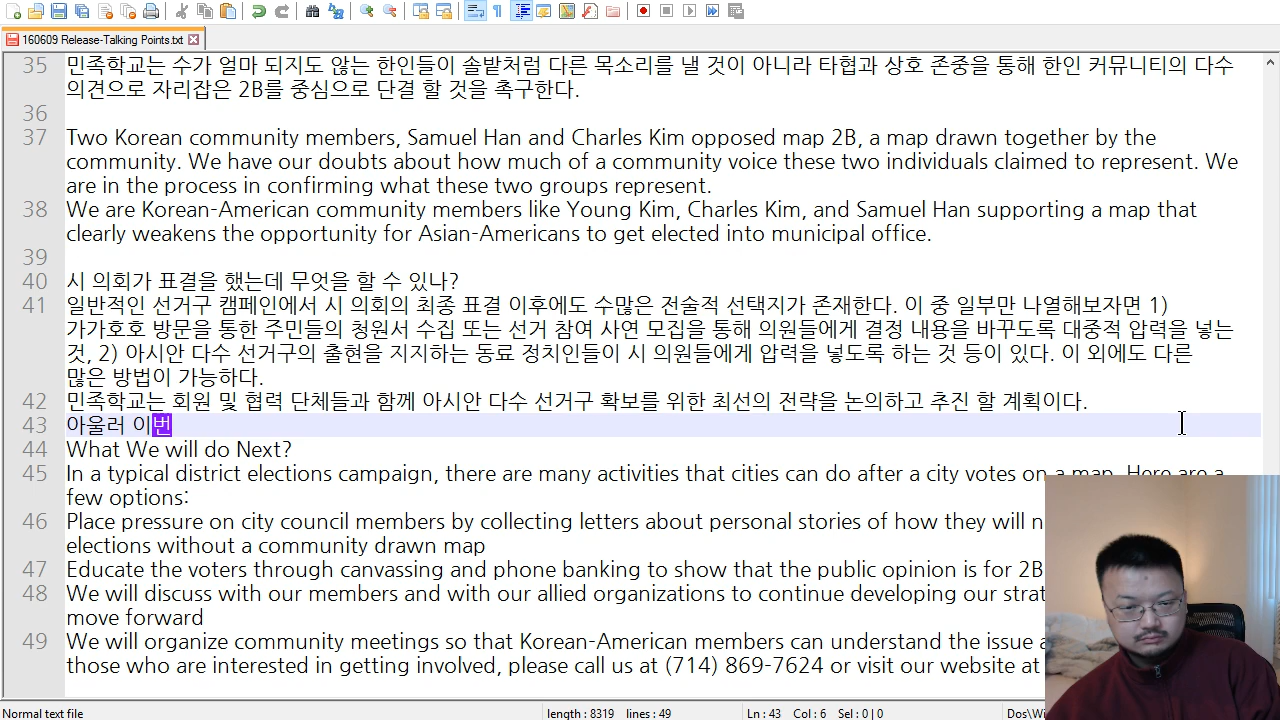 160609 Release-Talking Points.txt
35 민족학교는 수가 얼마 되지도 않는 한인들이 솔밭처럼 다른 목소리를 낼 것이 아니라 타협과 상호 존중을 통해 한인 커뮤니티의 다수
의견으로 자리잡은 2B를 중심으로 단결 할 것을 촉구한다.
36
37 Two Korean community members, Samuel Han and Charles Kim opposed map 2B, a map drawn together by the
community. We have our doubts about how much of a community voice these two individuals claimed to represent. We
are in the process in confirming what these two groups represent.
38 We are Korean-American community members like Young Kim, Charles Kim, and Samuel Han supporting a map that
clearly weakens the opportunity for Asian-Americans to get elected into municipal office.
39
40 시 의회가 표결을 했는데 무엇을 할 수 있나?
41 일반적인 선거구 캠페인에서 시 의회의 최종 표결 이후에도 수많은 전술적 선택지가 존재한다. 이 중 일부만 나열해보자면 1)
가가호호 방문을 통한 주민들의 청원서 수집 또는 선거 참여 사연 모집을 통해 의원들에게 결정 내용을 바꾸도록 대중적 압력을 넣는
것, 2) 아시안 다수 선거구의 출현을 지지하는 동료 정치인들이 시 의원들에게 압력을 넣도록 하는 것 등이 있다. 이 외에도 다른
많은 방법이 가능하다.
42 민족학교는 회원 및 협력 단체들과 함께 아시안 다수 선거구 확보를 위한 최선의 전략을 논의하고 추진 할 계획이다.
43 아울러 이번
44 What We will do Next?
45 In a typical district elections campaign, there are many activities that cities can do after a city votes on a map. Here are a
few options:
46 Place pressure on city council members by collecting letters about personal stories of how they will n
elections without a community drawn map
47 Educate the voters through canvassing and phone banking to show that the public opinion is for 2B
48 We will discuss with our members and with our allied organizations to continue developing our strat
move forward
49 We will organize community meetings so that Korean-American members can understand the issue a
those who are interested in getting involved, please call us at (714) 869-7624 or visit our website at
Normal text file length : 8319 lines : 49 Ln : 43 Col : 6 Sel : 0 | 0 Dos\Wi